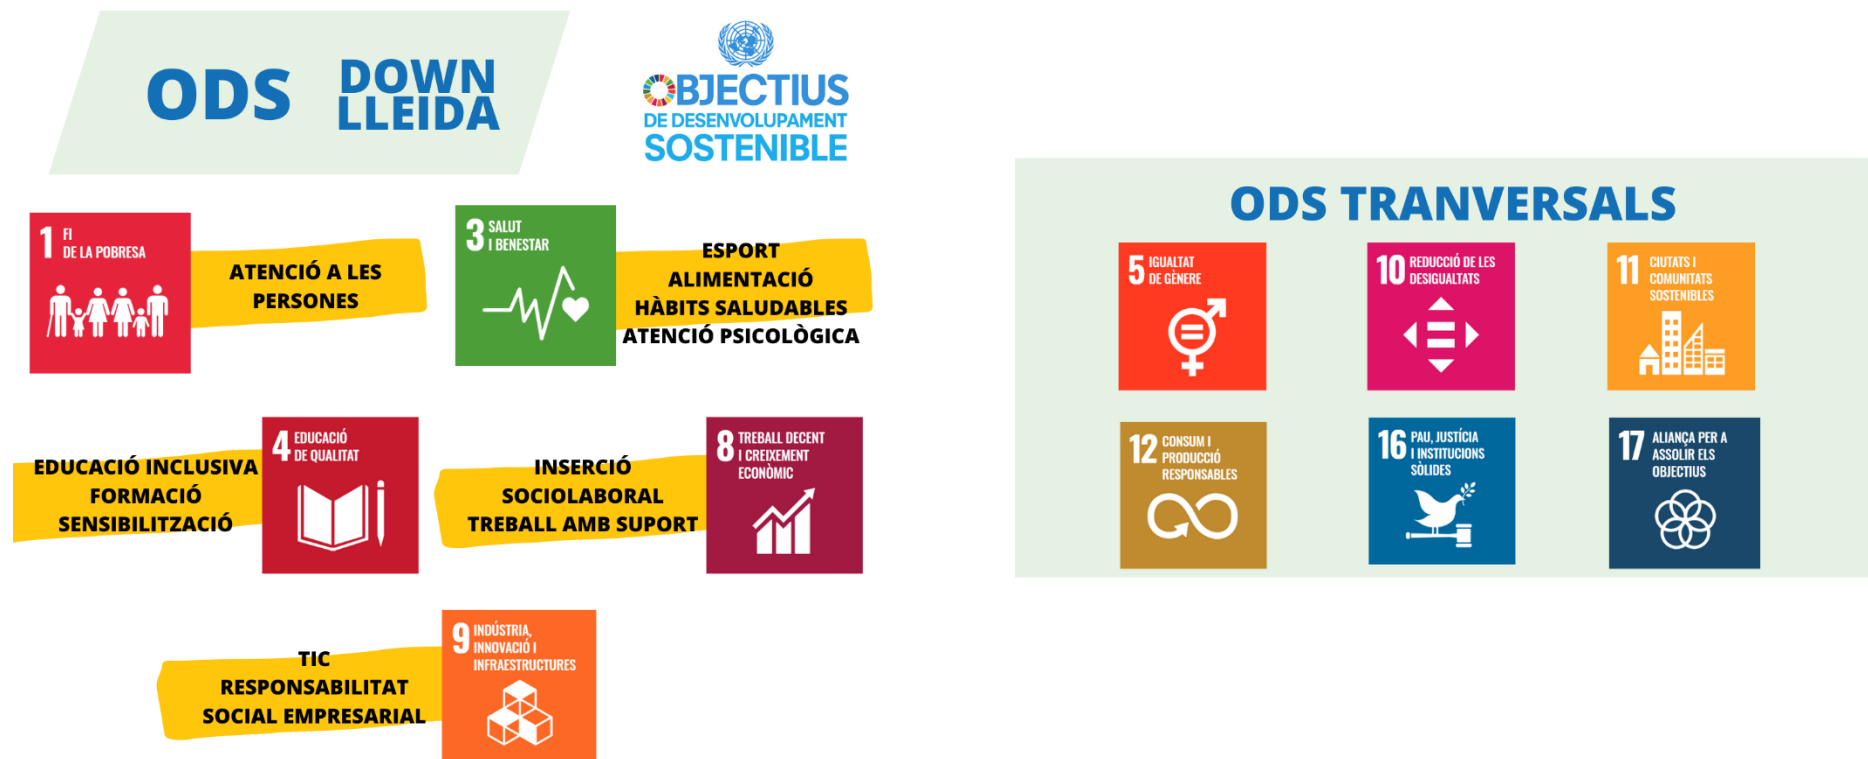 ODS
DOWN
LLEIDA
OBJECTIUS
DE DESENVOLUPAMENT
SOSTENIBLE
1 FI
DE LA POBRESA
ATENCIÓ A LES
PERSONES
3 SALUT
I BENESTAR
ESPORT
ALIMENTACIÓ
HÀBITS SALUDABLES
ATENCIÓ PSICOLÒGICA
EDUCACIÓ INCLUSIVA
FORMACIÓ
SENSIBILITZACIÓ
4 EDUCACIÓ
DE QUALITAT
INSERCIÓ
SOCIOLABORAL
TREBALL AMB SUPORT
8 TREBALL DECENT
I CREIXEMENT
ECONÒMIC
TIC
RESPONSABILITAT
SOCIAL EMPRESARIAL
9 INDÚSTRIA,
INNOVACIÓ I
INFRAESTRUCTURES
ODS TRANVERSALS
5 IGUALTAT
DE GÈNERE
10 REDUCCIÓ DE LES
DESIGUALTATS
11 CIUTATS I
COMUNITATS
SOSTENIBLES
12 CONSUM I
PRODUCCIÓ
RESPONSABLES
16 PAU, JUSTÍCIA
I INSTITUCIONS
SÒLIDES
17 ALIANÇA PER A
ASSOLIR ELS
OBJECTIUS